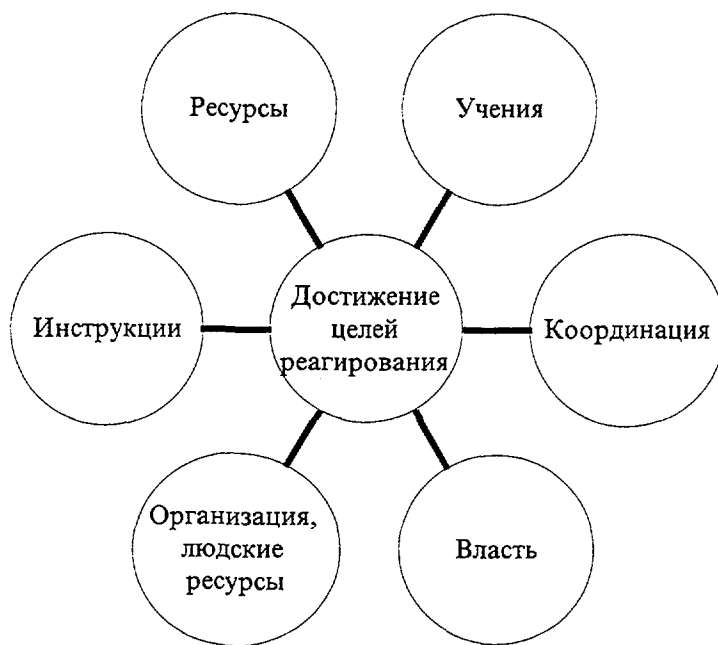 Ресурсы
Учения
Инструкции
Достижение
целей
реагирования
Координация
Организация,
людские
ресурсы
Власть